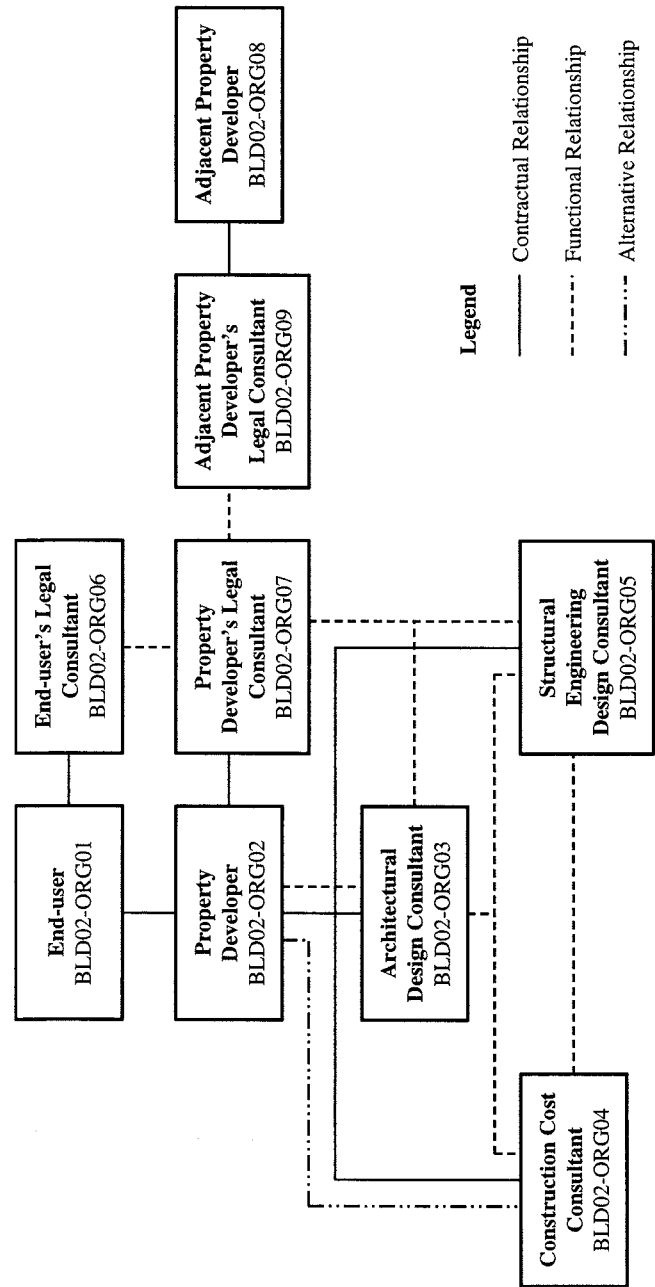 End-user
BLD02-ORG01
End-user's Legal
Consultant
BLD02-ORG06
Property
Developer
BLD02-ORG02
Property
Developer's Legal
Consultant
BLD02-ORG07
Adjacent Property
Developer's
Legal Consultant
BLD02-ORG09
Adjacent Property
Developer
BLD02-ORG08
Architectural
Design Consultant
BLD02-ORG03
Construction Cost
Consultant
BLD02-ORG04
Structural
Engineering
Design Consultant
BLD02-ORG05
Legend
Contractual Relationship
Functional Relationship
Alternative Relationship